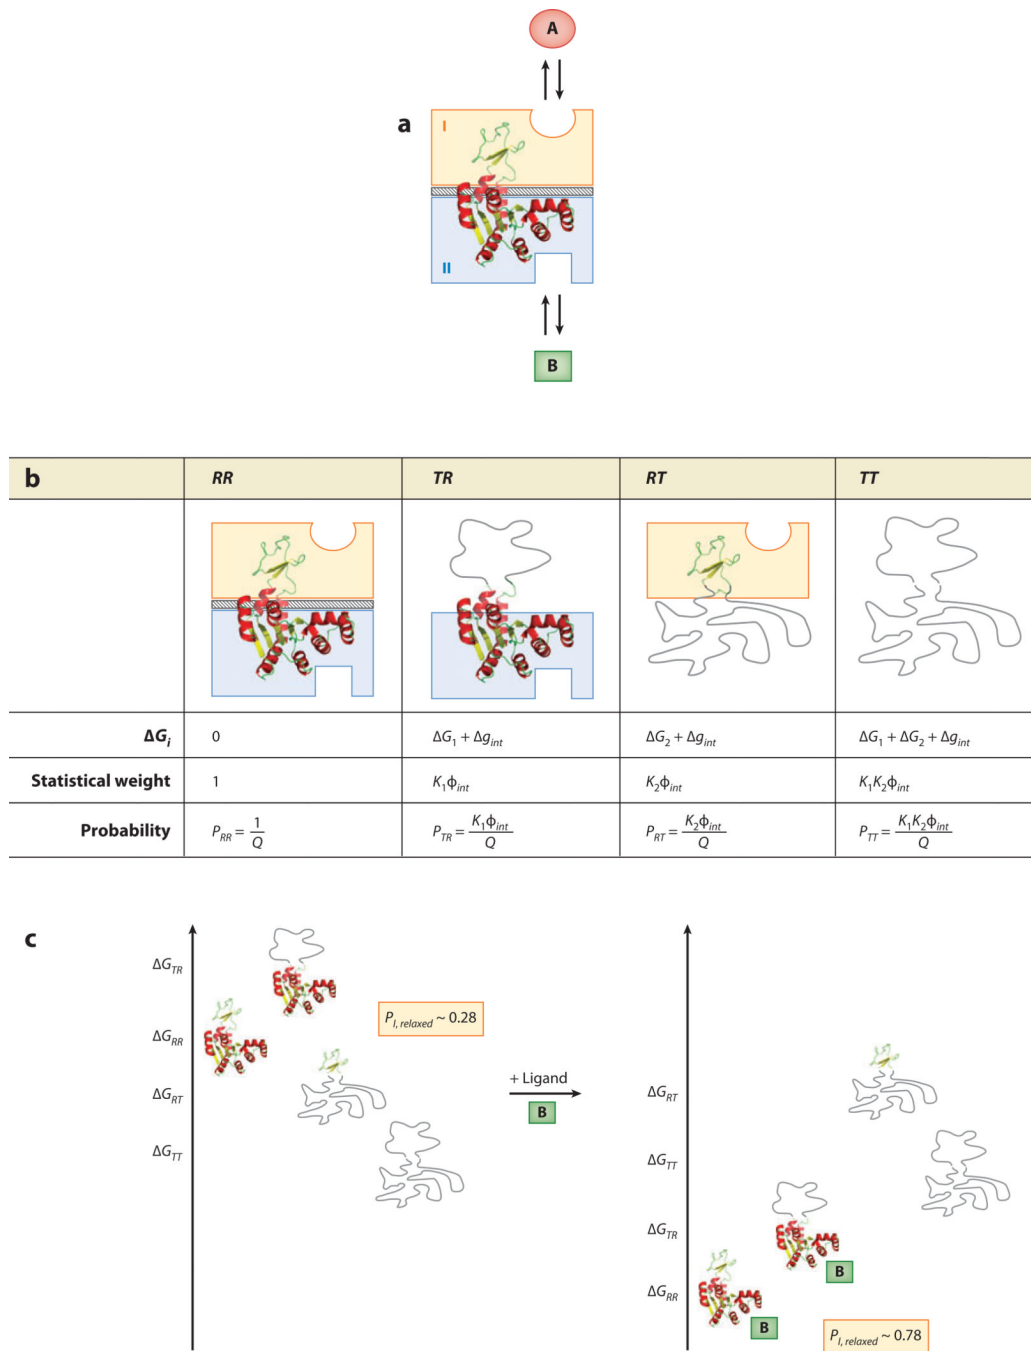 A
a
I
II
B
b RR TR RT TT
ΔG_i 0 ΔG_1 + Δg_int ΔG_2 + Δg_int ΔG_1 + ΔG_2 + Δg_int
Statistical weight 1 K_1Φ_int K_2Φ_int K_1K_2Φ_int
Probability P_RR = 1/Q P_TR = K_1Φ_int/Q P_RT = K_2Φ_int/Q P_TT = K_1K_2Φ_int/Q
c
ΔG_TR
ΔG_RR
ΔG_RT
ΔG_TT
P_I, relaxed ~ 0.28
+ Ligand
B
ΔG_RT
ΔG_TT
ΔG_TR
ΔG_RR
B
B
P_I, relaxed ~ 0.78